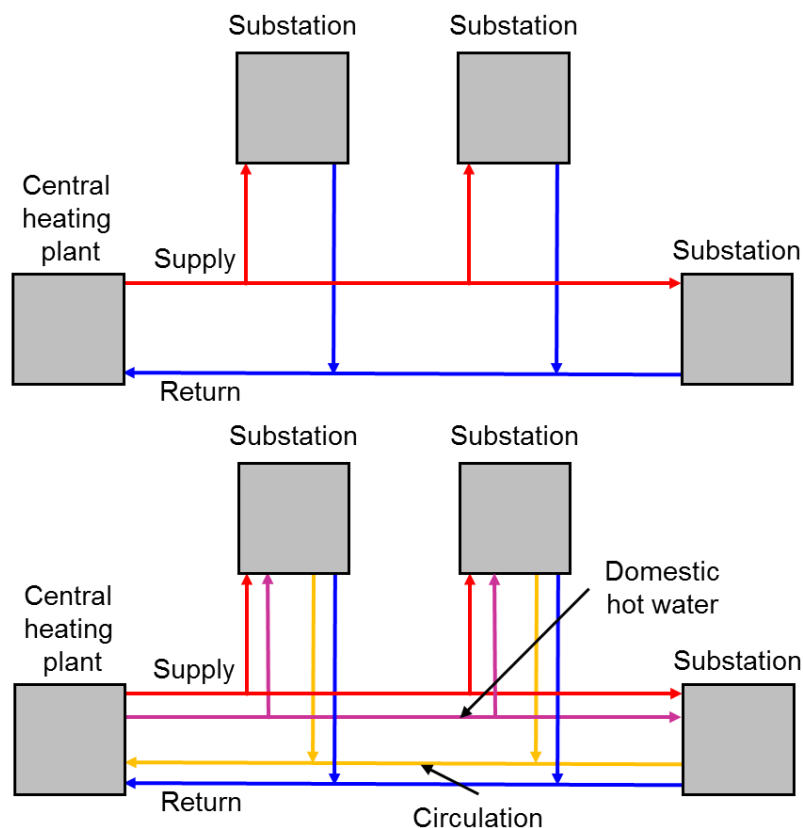 Substation
Substation
Central
heating
plant
Supply
Substation
Return
Substation
Substation
Domestic
hot water
Central
heating
plant
Supply
Substation
Return
Circulation